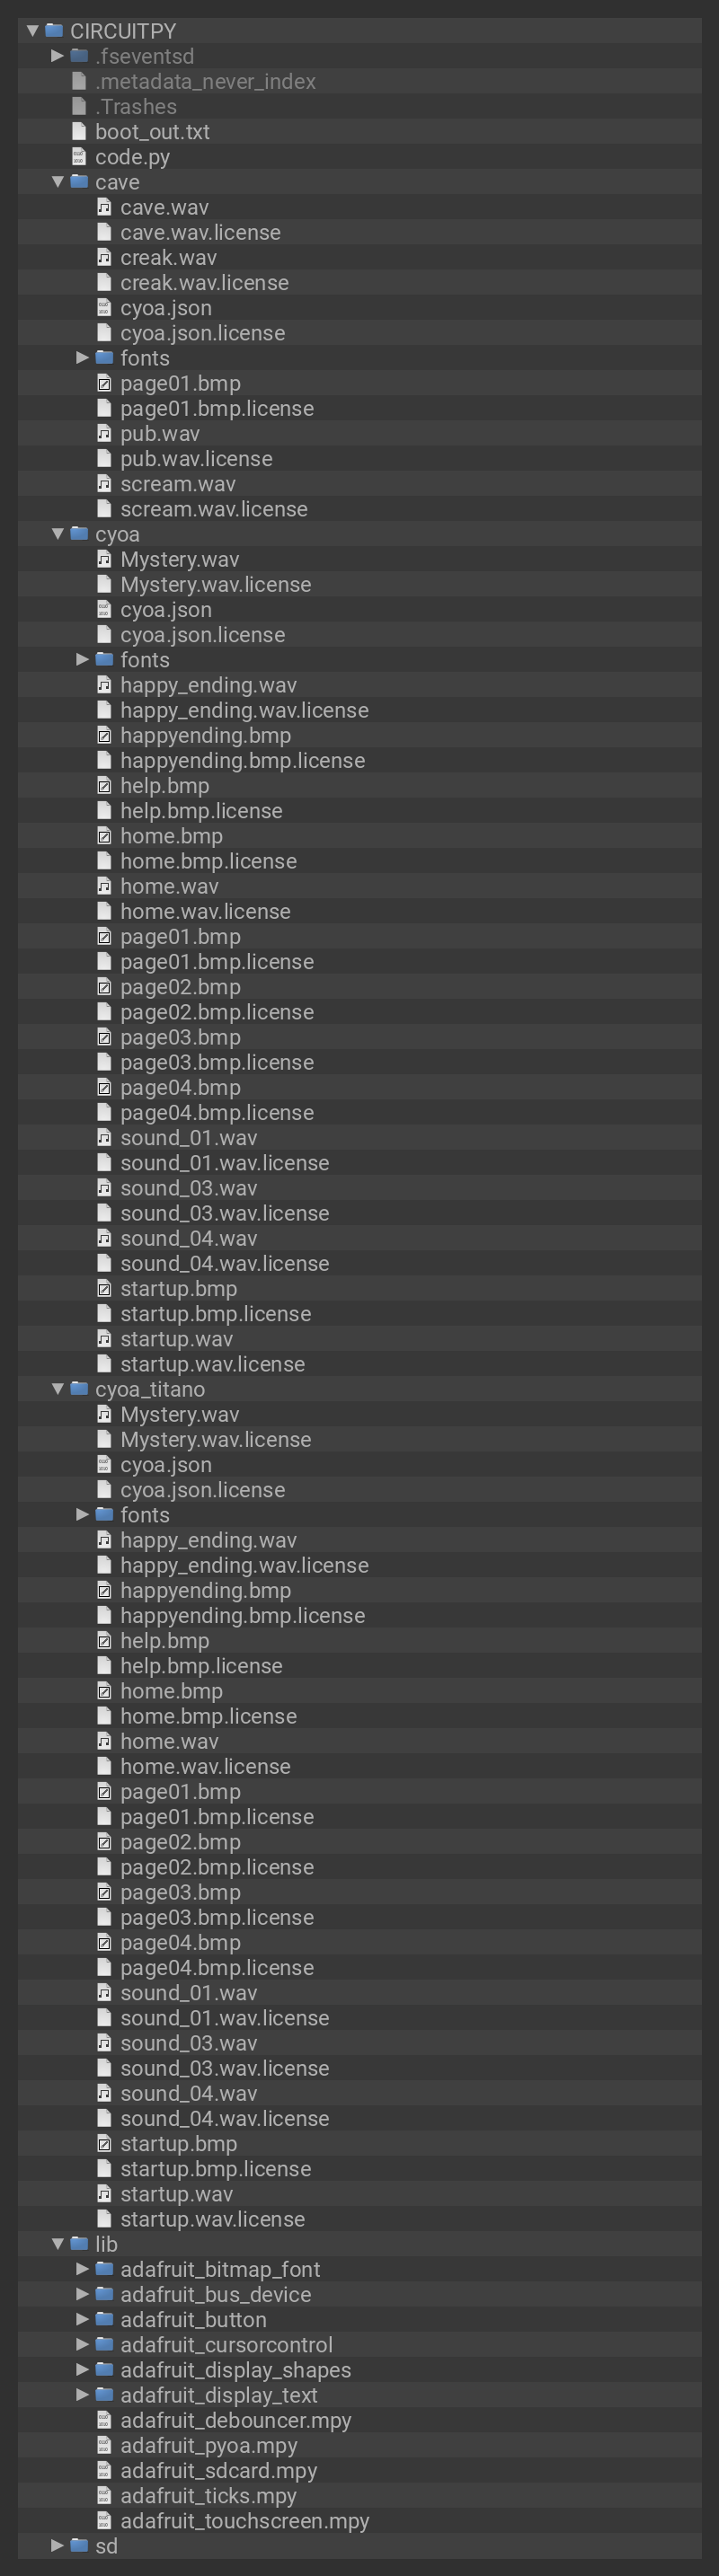 CIRCUITPY
.fseventsd
.metadata_never_index
.Trashes
boot_out.txt
code.py
cave
cave.wav
cave.wav.license
creak.wav
creak.wav.license
cyoa.json
cyoa.json.license
fonts
page01.bmp
page01.bmp.license
pub.wav
pub.wav.license
scream.wav
scream.wav.license
cyoa
Mystery.wav
Mystery.wav.license
cyoa.json
cyoa.json.license
fonts
happy_ending.wav
happy_ending.wav.license
happyending.bmp
happyending.bmp.license
help.bmp
help.bmp.license
home.bmp
home.bmp.license
home.wav
home.wav.license
page01.bmp
page01.bmp.license
page02.bmp
page02.bmp.license
page03.bmp
page03.bmp.license
page04.bmp
page04.bmp.license
sound_01.wav
sound_01.wav.license
sound_03.wav
sound_03.wav.license
sound_04.wav
sound_04.wav.license
startup.bmp
startup.bmp.license
startup.wav
startup.wav.license
cyoa_titano
Mystery.wav
Mystery.wav.license
cyoa.json
cyoa.json.license
fonts
happy_ending.wav
happy_ending.wav.license
happyending.bmp
happyending.bmp.license
help.bmp
help.bmp.license
home.bmp
home.bmp.license
home.wav
home.wav.license
page01.bmp
page01.bmp.license
page02.bmp
page02.bmp.license
page03.bmp
page03.bmp.license
page04.bmp
page04.bmp.license
sound_01.wav
sound_01.wav.license
sound_03.wav
sound_03.wav.license
sound_04.wav
sound_04.wav.license
startup.bmp
startup.bmp.license
startup.wav
startup.wav.license
lib
adafruit_bitmap_font
adafruit_bus_device
adafruit_button
adafruit_cursorcontrol
adafruit_display_shapes
adafruit_display_text
adafruit_debouncer.mpy
adafruit_pyoa.mpy
adafruit_sdcard.mpy
adafruit_ticks.mpy
adafruit_touchscreen.mpy
sd